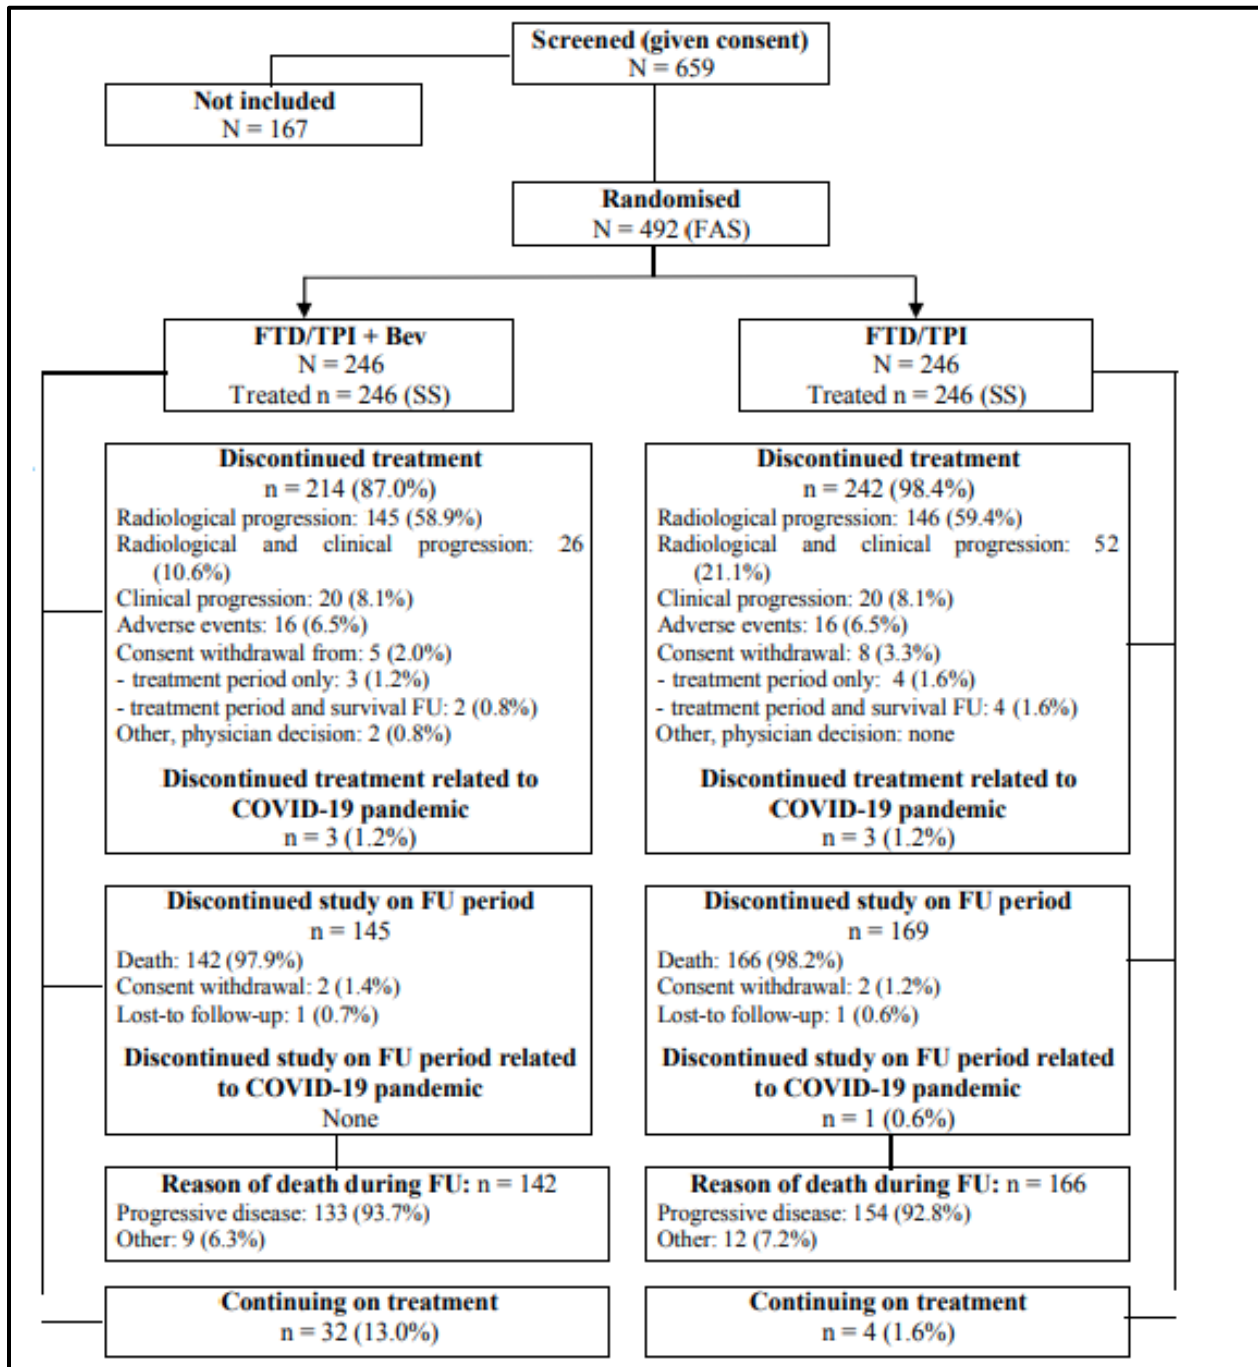 Screened (given consent)
N = 659
Not included
N = 167
Randomised
N = 492 (FAS)
FTD/TPI + Bev
N = 246
Treated n = 246 (SS)
FTD/TPI
N = 246
Treated n = 246 (SS)
Discontinued treatment
n = 214 (87.0%)
Radiological progression: 145 (58.9%)
Radiological and clinical progression: 26
(10.6%)
Clinical progression: 20 (8.1%)
Adverse events: 16 (6.5%)
Consent withdrawal from: 5 (2.0%)
- treatment period only: 3 (1.2%)
- treatment period and survival FU: 2 (0.8%)
Other, physician decision: 2 (0.8%)
Discontinued treatment related to
COVID-19 pandemic
n = 3 (1.2%)
Discontinued treatment
n = 242 (98.4%)
Radiological progression: 146 (59.4%)
Radiological and clinical progression: 52
(21.1%)
Clinical progression: 20 (8.1%)
Adverse events: 16 (6.5%)
Consent withdrawal: 8 (3.3%)
- treatment period only: 4 (1.6%)
- treatment period and survival FU: 4 (1.6%)
Other, physician decision: none
Discontinued treatment related to
COVID-19 pandemic
n = 3 (1.2%)
Discontinued study on FU period
n = 145
Death: 142 (97.9%)
Consent withdrawal: 2 (1.4%)
Lost-to follow-up: 1 (0.7%)
Discontinued study on FU period related
to COVID-19 pandemic
None
Discontinued study on FU period
n = 169
Death: 166 (98.2%)
Consent withdrawal: 2 (1.2%)
Lost-to follow-up: 1 (0.6%)
Discontinued study on FU period related
to COVID-19 pandemic
n = 1 (0.6%)
Reason of death during FU: n = 142
Progressive disease: 133 (93.7%)
Other: 9 (6.3%)
Reason of death during FU: n = 166
Progressive disease: 154 (92.8%)
Other: 12 (7.2%)
Continuing on treatment
n = 32 (13.0%)
Continuing on treatment
n = 4 (1.6%)